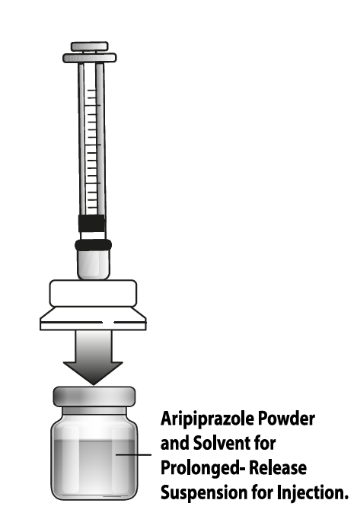 Aripiprazole Powder
and Solvent for
Prolonged- Release
Suspension for Injection.